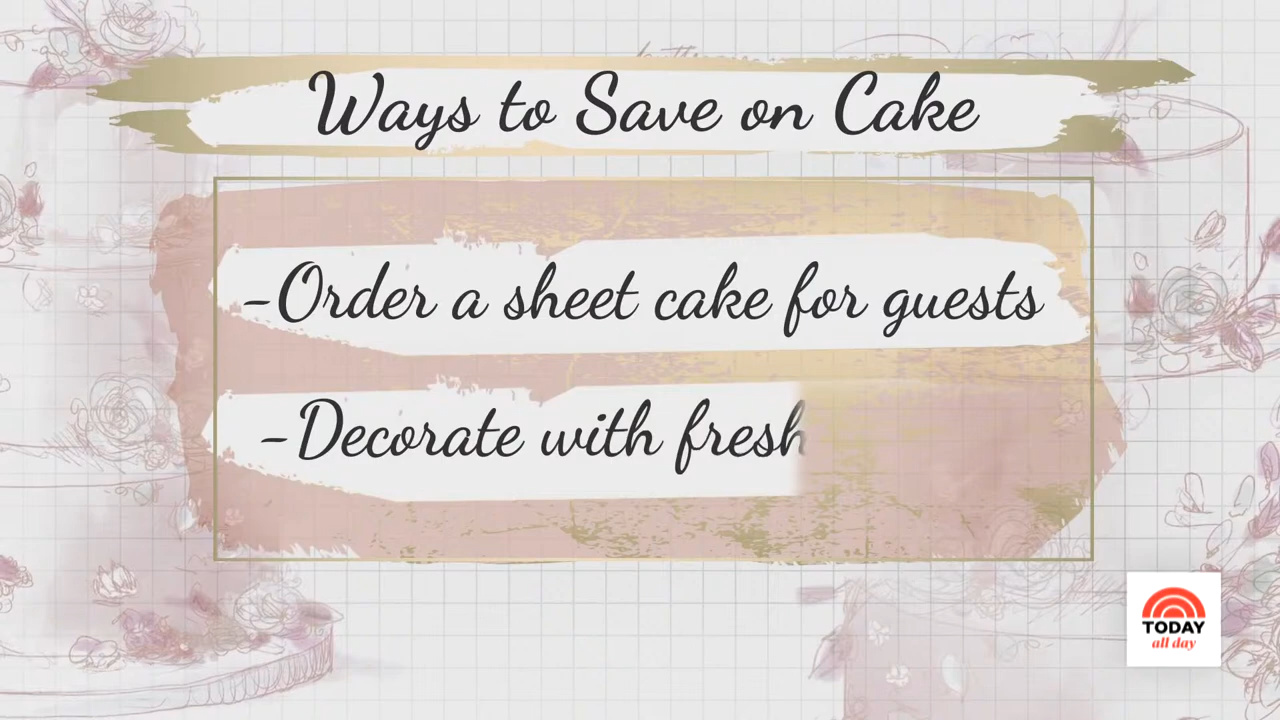 Ways to Save on Cake
-Order a sheet cake for guests
-Decorate with fresh
TODAY
all day